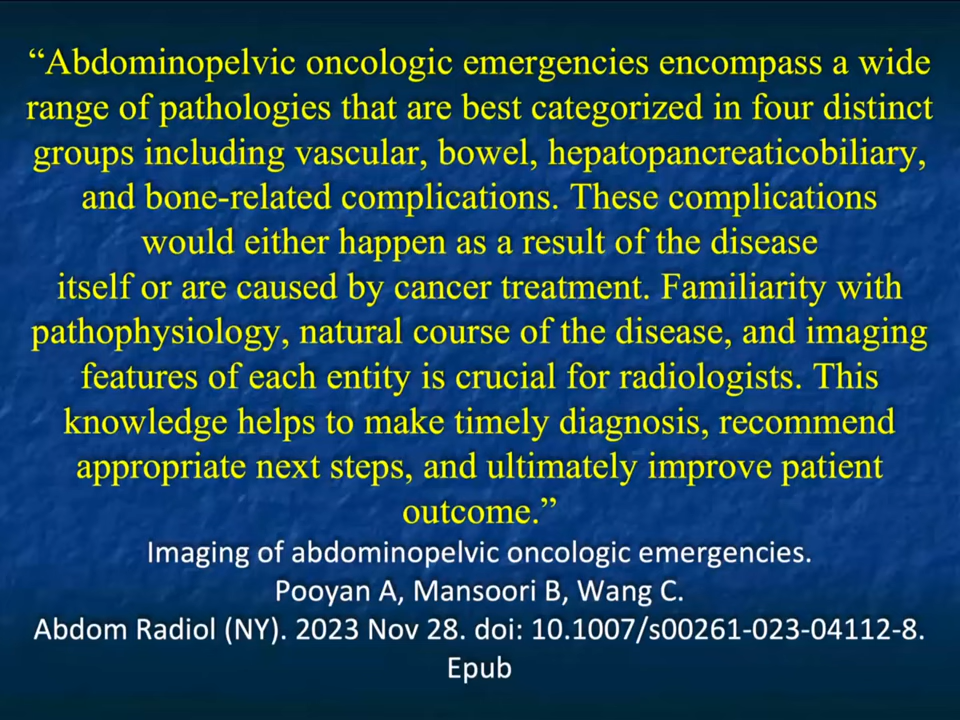 “Abdominopelvic oncologic emergencies encompass a wide
range of pathologies that are best categorized in four distinct
groups including vascular, bowel, hepatopancreaticobiliary,
and bone-related complications. These complications
would either happen as a result of the disease
itself or are caused by cancer treatment. Familiarity with
pathophysiology, natural course of the disease, and imaging
features of each entity is crucial for radiologists. This
knowledge helps to make timely diagnosis, recommend
appropriate next steps, and ultimately improve patient
outcome.”
Imaging of abdominopelvic oncologic emergencies.
Pooyan A, Mansoori B, Wang C.
Abdom Radiol (NY). 2023 Nov 28. doi: 10.1007/s00261-023-04112-8.
Epub